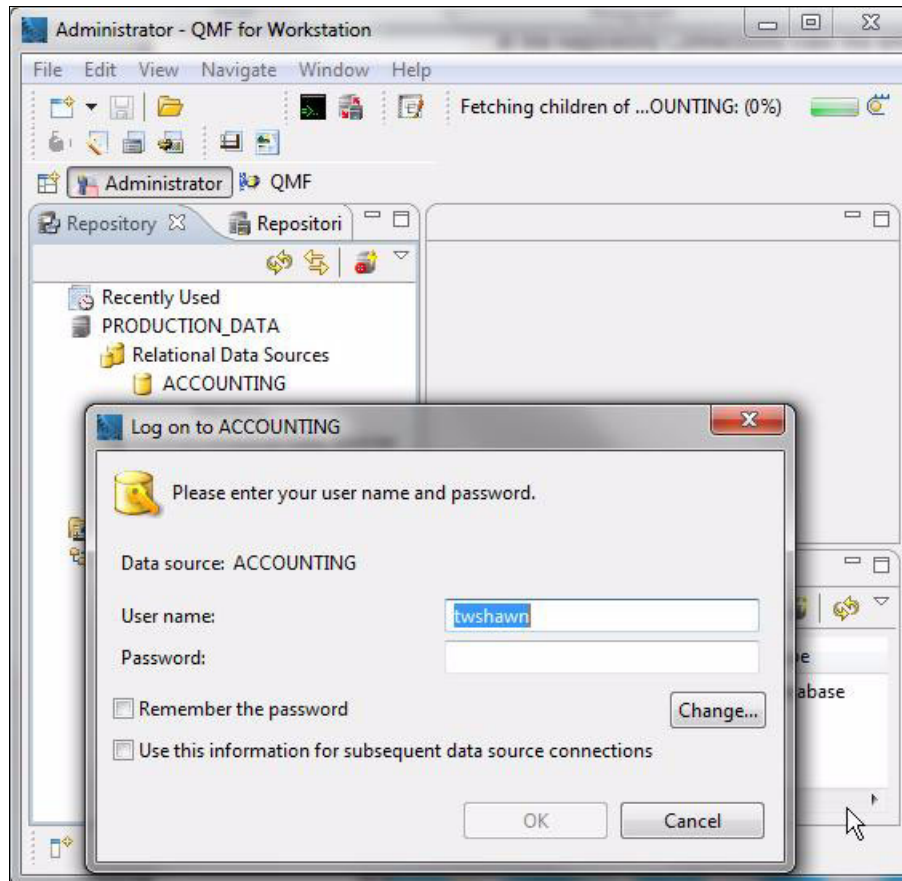 Administrator - QMF for Workstation
File Edit View Navigate Window Help
Fetching children of ...OUNTING: (0%)
Administrator QMF
Repository Repositori
Recently Used
PRODUCTION_DATA
Relational Data Sources
ACCOUNTING
Log on to ACCOUNTING
Please enter your user name and password.
Data source: ACCOUNTING
User name: twshawn
Password:
Remember the password
Change...
Use this information for subsequent data source connections
abase
OK Cancel